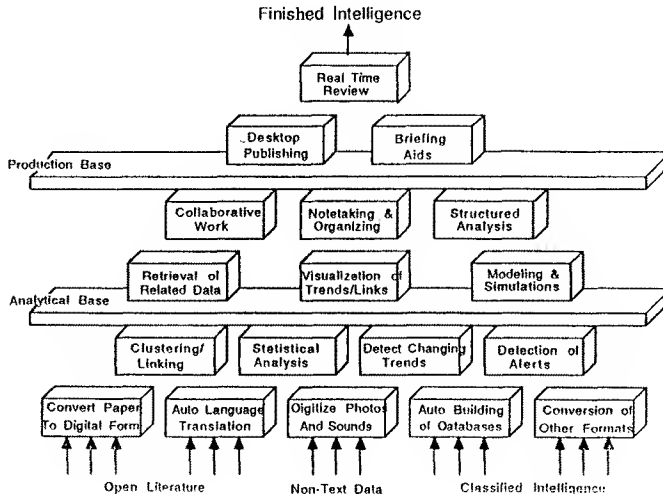 Finished Intelligence
Real Time
Review
Desktop
Publishing
Briefing
Aids
Production Base
Collaborative
Work
Notetaking &
Organizing
Structured
Analysis
Retrieval of
Related Data
Visualization of
Trends/Links
Modeling &
Simulations
Analytical Base
Clustering/
Linking
Statistical
Analysis
Detect Changing
Trends
Detection of
Alerts
Convert Paper
To Digital Form
Auto Language
Translation
Digitize Photos
And Sounds
Auto Building
of Databases
Conversion of
Other Formats
Open Literature
Non-Text Data
Classified Intelligence